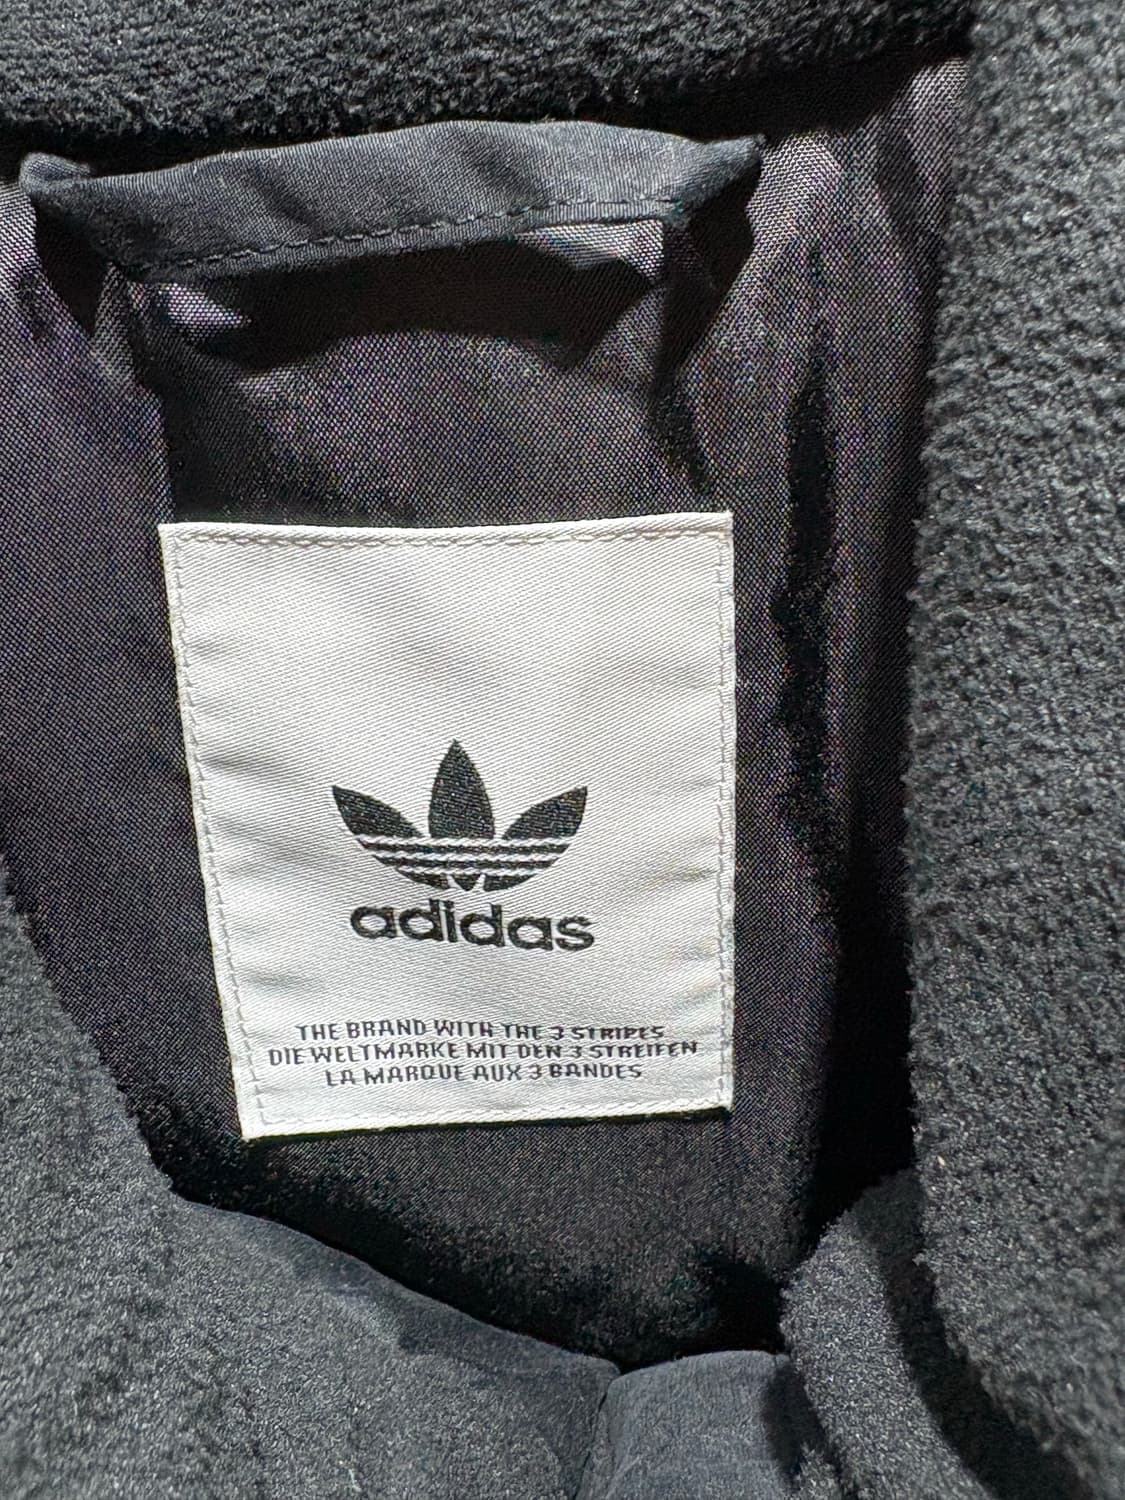 adidas
THE BRAND WITH THE 3 STRIPES
DIE WELTMARKE MIT DEN 3 STREIFEN
LA MARQUE AUX 3 BANDES